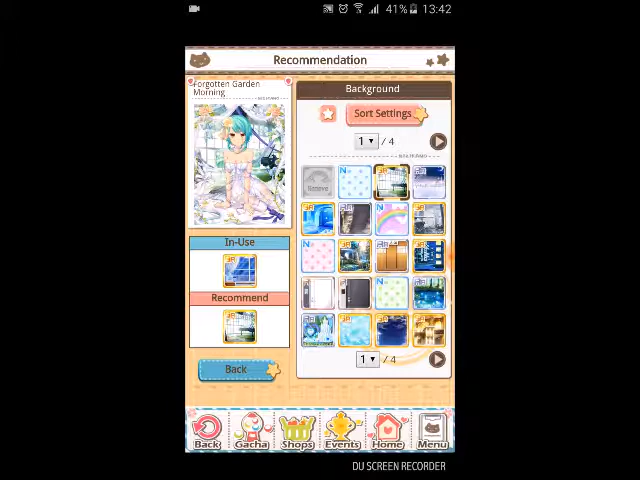 41% 13:42
Recommendation
Forgotten Garden
Morning
Background
Sort Settings
1 / 4
Remove
N
N
N
N
In-Use
Recommend
Back
1 / 4
Back
Gacha
Shops
Events
Home
Menu
DU SCREEN RECORDER